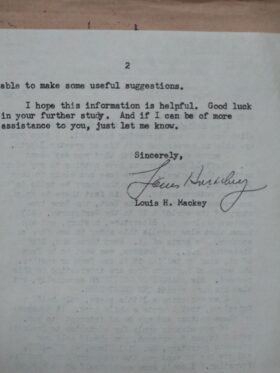 2
able to make some useful suggestions.
I hope this information is helpful. Good luck
in your further study. And if I can be of more
assistance to you, just let me know.
Sincerely,
Louis H. Mackey